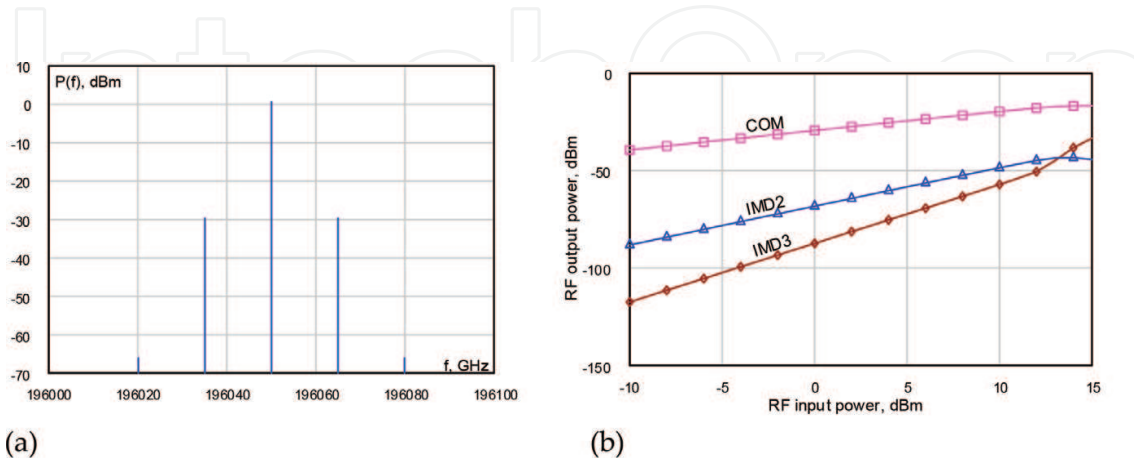 IntechOpen
10
0
-10
-20
-30
-40
-50
-60
-70
P(f), dBm
f, GHz
196000 196020 196040 196060 196080 196100
(a)
0
-50
-100
-150
RF output power, dBm
COM
IMD2
IMD3
-10 -5 0 5 10 15
RF input power, dBm
(b)